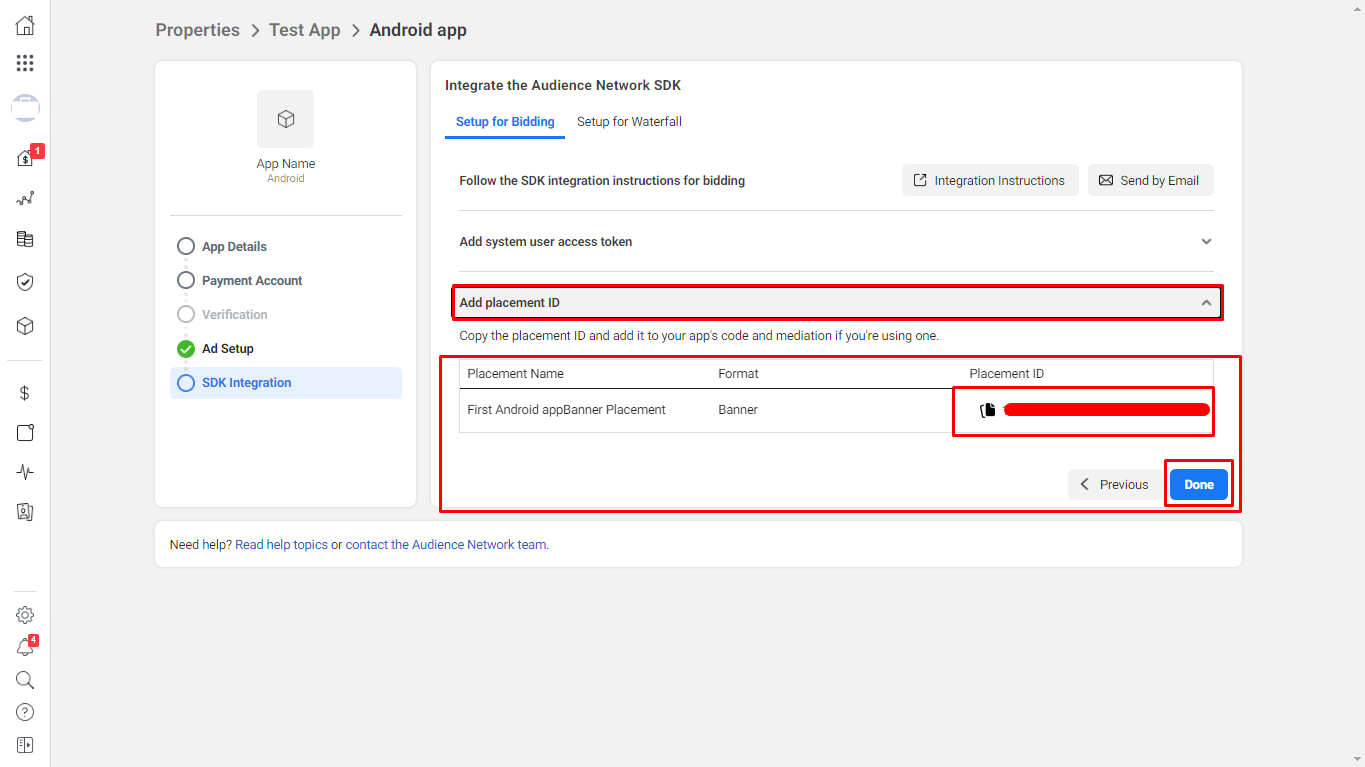 Properties > Test App > Android app
1
4
App Name
Android
App Details
Payment Account
Verification
Ad Setup
SDK Integration
Integrate the Audience Network SDK
Setup for Bidding Setup for Waterfall
Follow the SDK integration instructions for bidding Integration Instructions Send by Email
Add system user access token
Add placement ID
Copy the placement ID and add it to your app's code and mediation if you're using one.
Placement Name Format Placement ID
First Android appBanner Placement Banner
Previous Done
Need help? Read help topics or contact the Audience Network team.